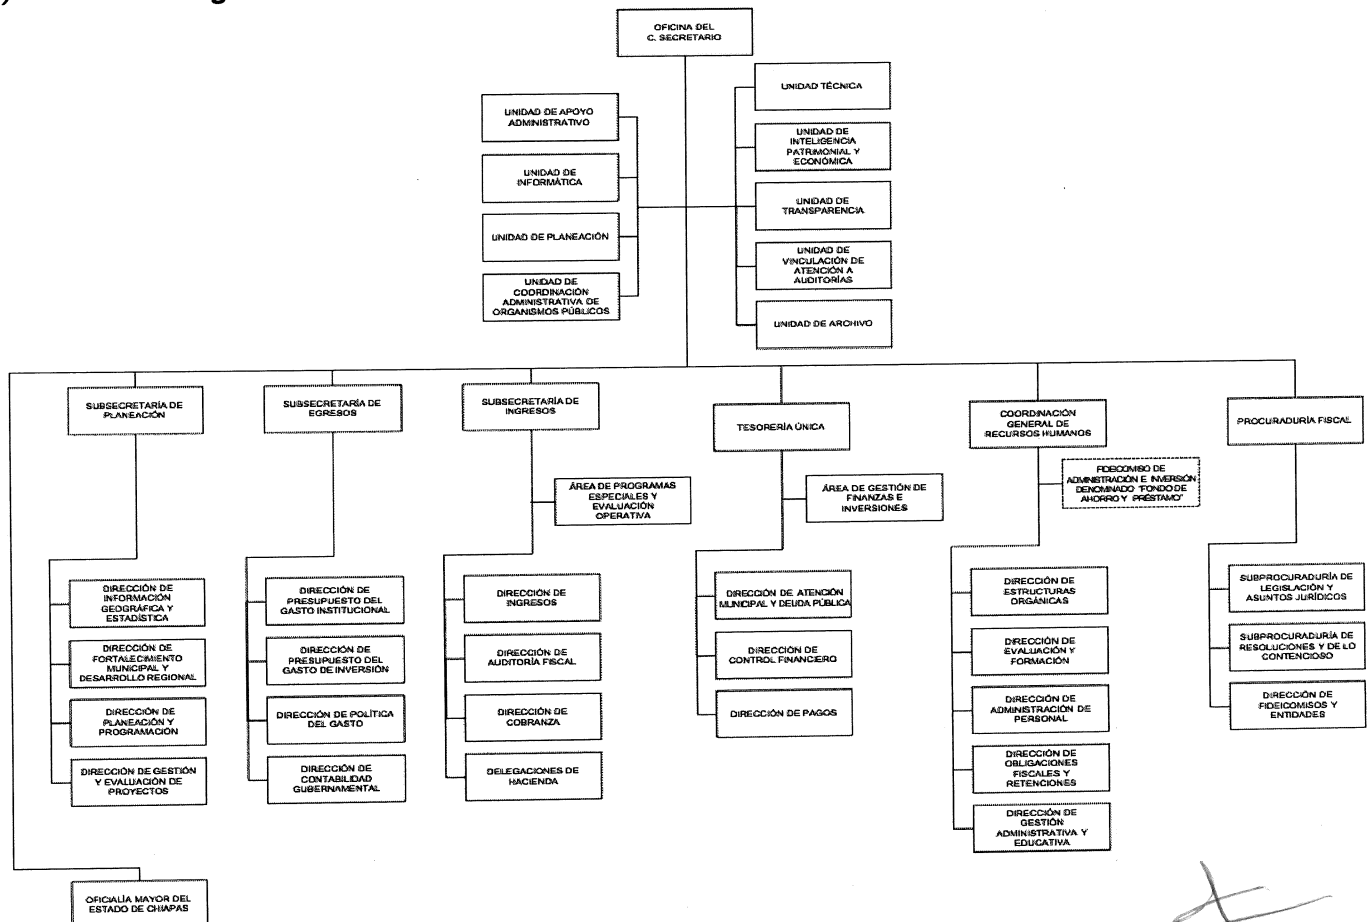 OFICINA DEL
C. SECRETARIO
UNIDAD DE APOYO
ADMINISTRATIVO
UNIDAD DE
INFORMÁTICA
UNIDAD DE PLANEACIÓN
UNIDAD DE
COORDINACIÓN
ADMINISTRATIVA DE
ORGANISMOS PÚBLICOS
UNIDAD TÉCNICA
UNIDAD DE
INTELIGENCIA
PATRIMONIAL Y
ECONÓMICA
UNIDAD DE
TRANSPARENCIA
UNIDAD DE
VINCULACIÓN DE
ATENCIÓN A
AUDITORÍAS
UNIDAD DE ARCHIVO
SUBSECRETARÍA DE
PLANEACIÓN
SUBSECRETARÍA DE
EGRESOS
SUBSECRETARÍA DE
INGRESOS
TESORERÍA ÚNICA
COORDINACIÓN
GENERAL DE
RECURSOS HUMANOS
PROCURADURÍA FISCAL
ÁREA DE PROGRAMAS
ESPECIALES Y
EVALUACIÓN
OPERATIVA
ÁREA DE GESTIÓN DE
FINANZAS E
INVERSIONES
FIDEICOMISO DE
ADMINISTRACIÓN E INVERSIÓN
DENOMINADO "FONDO DE
AHORRO Y PRÉSTAMO"
DIRECCIÓN DE
INFORMACIÓN
GEOGRÁFICA Y
ESTADÍSTICA
DIRECCIÓN DE
FORTALECIMIENTO
MUNICIPAL Y
DESARROLLO REGIONAL
DIRECCIÓN DE
PLANEACIÓN Y
PROGRAMACIÓN
DIRECCIÓN DE GESTIÓN
Y EVALUACIÓN DE
PROYECTOS
DIRECCIÓN DE
PRESUPUESTO DEL
GASTO INSTITUCIONAL
DIRECCIÓN DE
PRESUPUESTO DEL
GASTO DE INVERSIÓN
DIRECCIÓN DE POLÍTICA
DEL GASTO
DIRECCIÓN DE
CONTABILIDAD
GUBERNAMENTAL
DIRECCIÓN DE
INGRESOS
DIRECCIÓN DE
AUDITORÍA FISCAL
DIRECCIÓN DE
COBRANZA
DELEGACIONES DE
HACIENDA
DIRECCIÓN DE ATENCIÓN
MUNICIPAL Y DEUDA PÚBLICA
DIRECCIÓN DE
CONTROL FINANCIERO
DIRECCIÓN DE PAGOS
DIRECCIÓN DE
ESTRUCTURAS
ORGÁNICAS
DIRECCIÓN DE
EVALUACIÓN Y
FORMACIÓN
DIRECCIÓN DE
ADMINISTRACIÓN DE
PERSONAL
DIRECCIÓN DE
OBLIGACIONES
FISCALES Y
RETENCIONES
DIRECCIÓN DE
GESTIÓN
ADMINISTRATIVA Y
EDUCATIVA
SUBPROCURADURÍA DE
LEGISLACIÓN Y
ASUNTOS JURÍDICOS
SUBPROCURADURÍA DE
RESOLUCIONES Y DE LO
CONTENCIOSO
DIRECCIÓN DE
FIDEICOMISOS Y
ENTIDADES
OFICIALÍA MAYOR DEL
ESTADO DE CHIAPAS